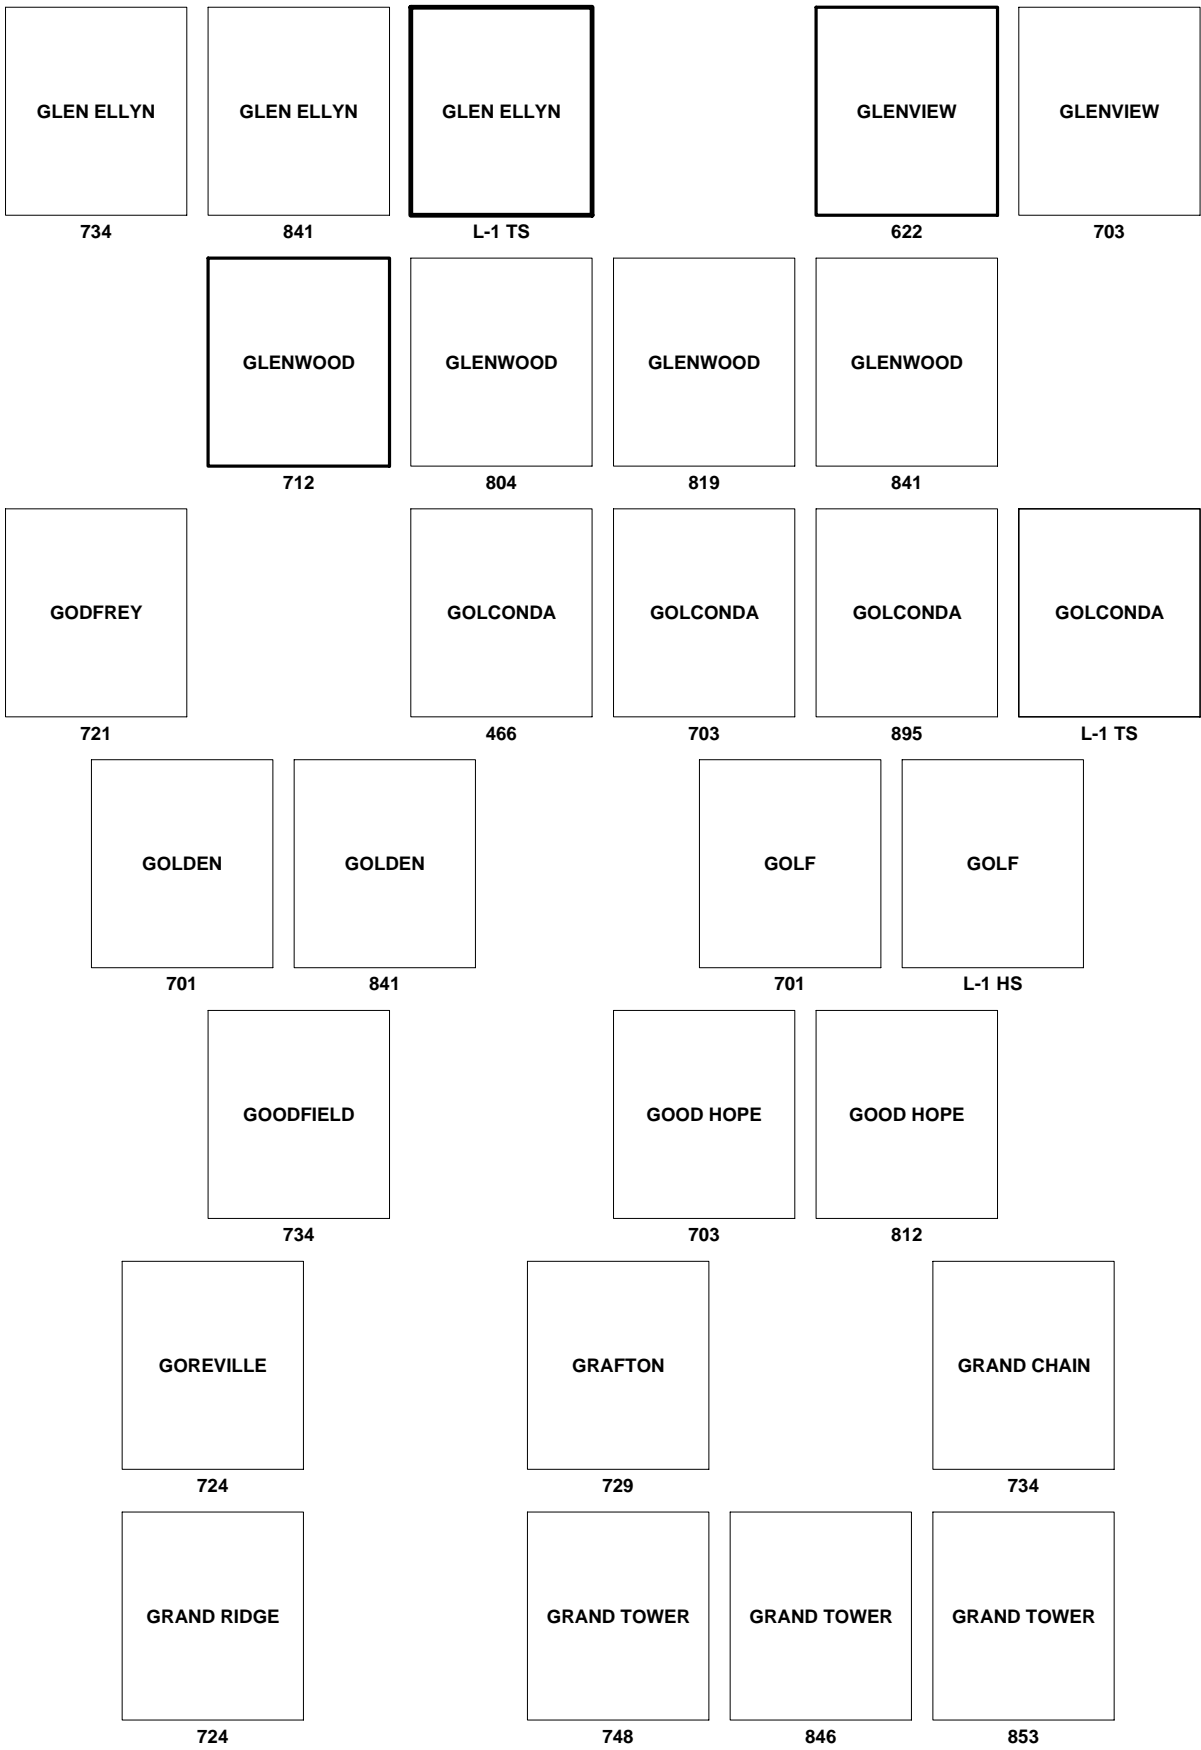 GLEN ELLYN GLEN ELLYN GLEN ELLYN GLENVIEW GLENVIEW
734 841 L-1 TS 622 703
GLENWOOD GLENWOOD GLENWOOD GLENWOOD
712 804 819 841
GODFREY GOLCONDA GOLCONDA GOLCONDA GOLCONDA
721 466 703 895 L-1 TS
GOLDEN GOLDEN GOLF GOLF
701 841 701 L-1 HS
GOODFIELD GOOD HOPE GOOD HOPE
734 703 812
GOREVILLE GRAFTON GRAND CHAIN
724 729 734
GRAND RIDGE GRAND TOWER GRAND TOWER GRAND TOWER
724 748 846 853